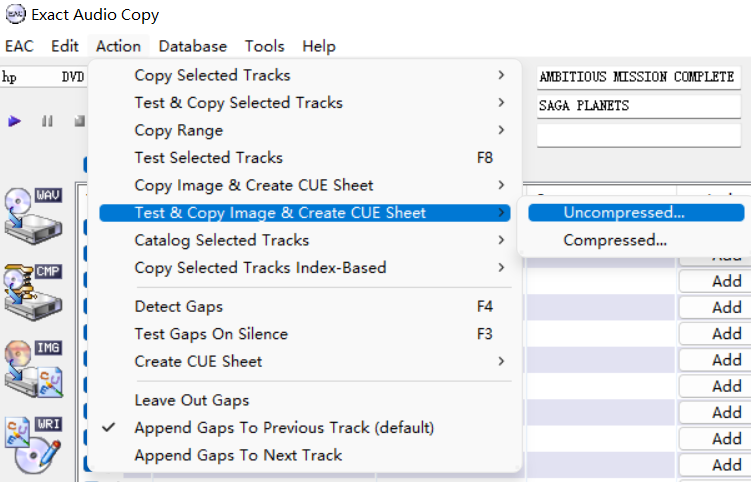 EAC Exact Audio Copy
EAC Edit Action Database Tools Help
hp DVD
AMBITIOUS MISSION COMPLETE
SAGA PLANETS
Copy Selected Tracks
Test & Copy Selected Tracks
Copy Range
Test Selected Tracks F8
Copy Image & Create CUE Sheet
Test & Copy Image & Create CUE Sheet
Uncompressed...
Compressed...
Catalog Selected Tracks
Copy Selected Tracks Index-Based
Detect Gaps F4
Test Gaps On Silence F3
Create CUE Sheet
Leave Out Gaps
Append Gaps To Previous Track (default)
Append Gaps To Next Track
WAV
CMP
IMG
WRI
Add
Add
Add
Add
Add
Add
Add
Add
Add